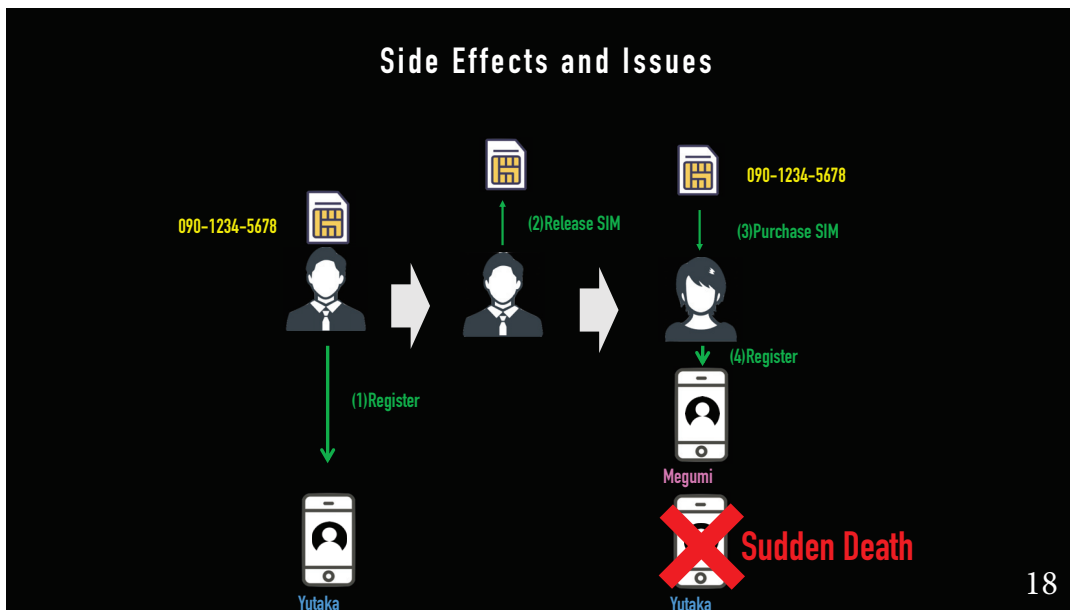 Side Effects and Issues
090-1234-5678
(1)Register
Yutaka
(2)Release SIM
090-1234-5678
(3)Purchase SIM
(4)Register
Megumi
Sudden Death
Yutaka
18